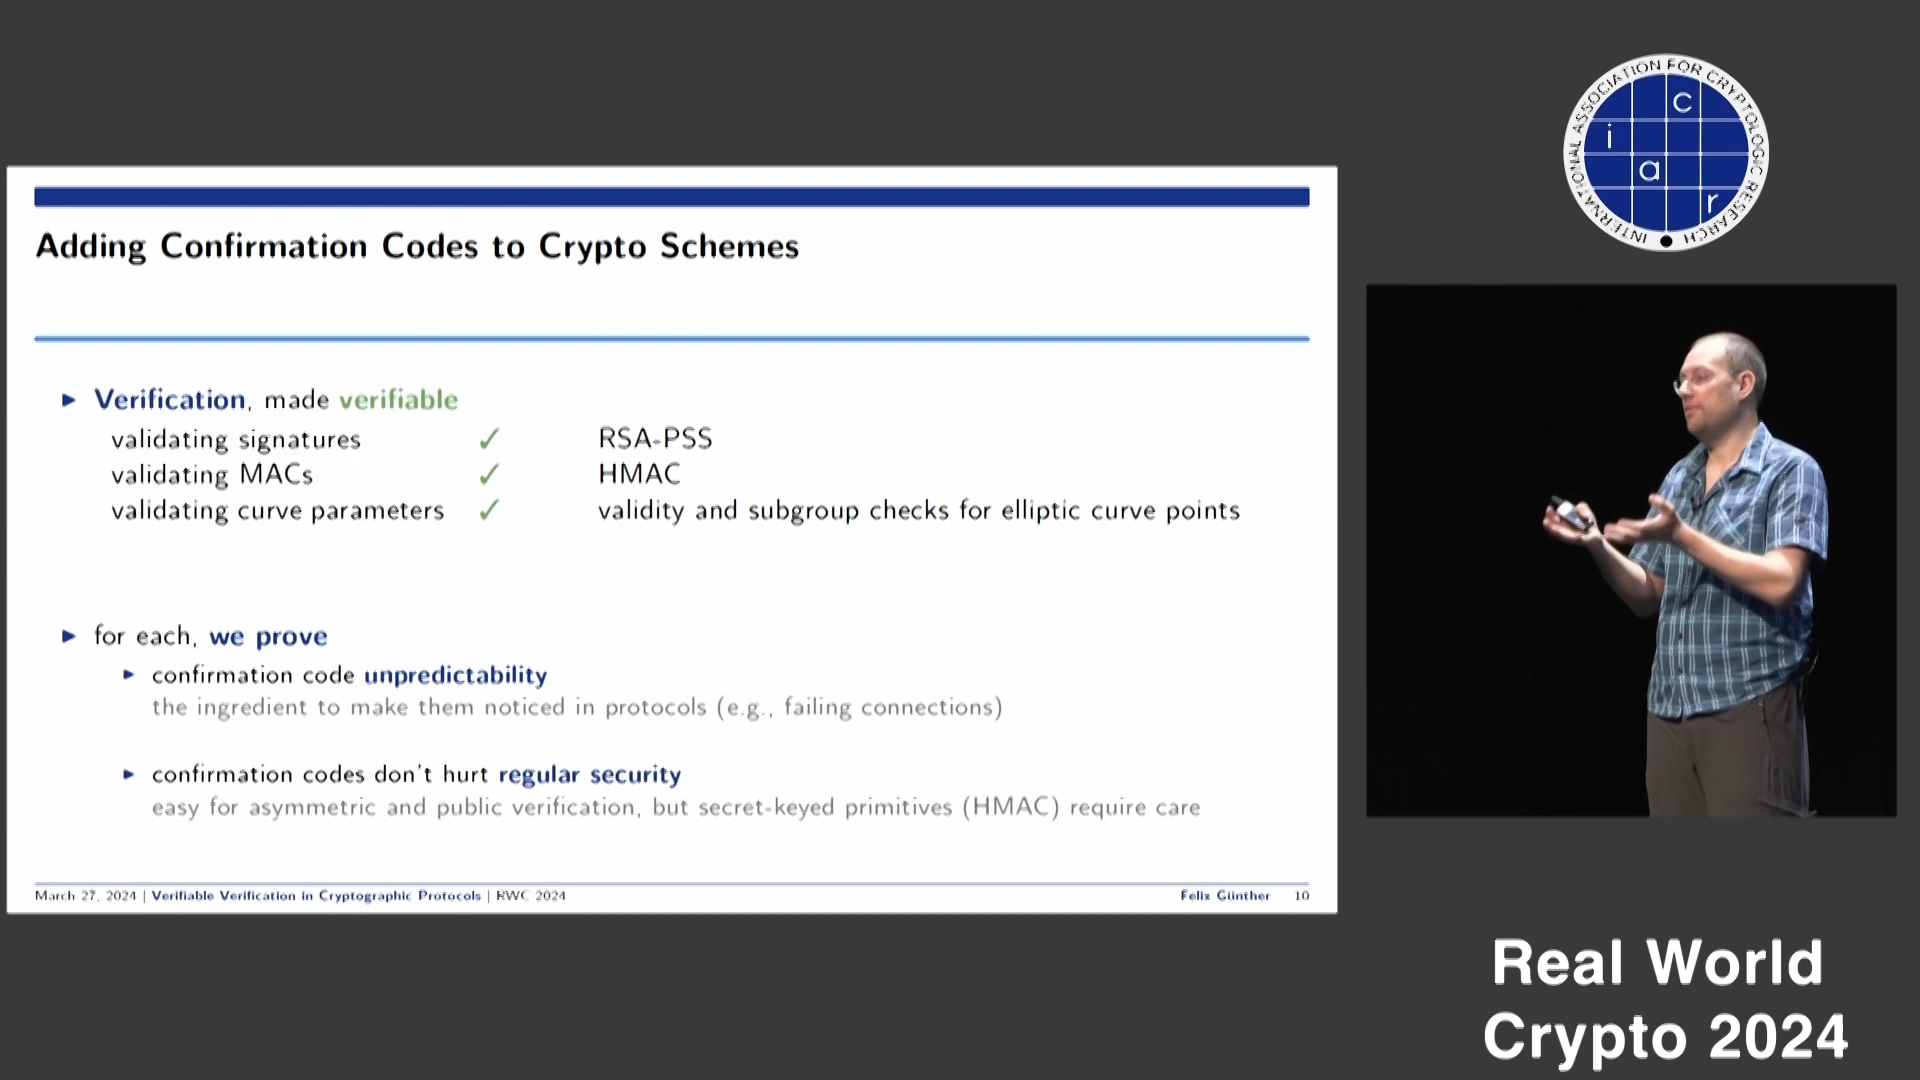 Adding Confirmation Codes to Crypto Schemes
Verification, made verifiable
validating signatures ✓ RSA-PSS
validating MACs ✓ HMAC
validating curve parameters ✓ validity and subgroup checks for elliptic curve points
for each, we prove
confirmation code unpredictability
the ingredient to make them noticed in protocols (e.g., failing connections)
confirmation codes don't hurt regular security
easy for asymmetric and public verification, but secret-keyed primitives (HMAC) require care
March 27, 2024 | Verifiable Verification in Cryptographic Protocols | RWC 2024
Felix Günther 10
INTERNATIONAL ASSOCIATION FOR CRYPTOLOGIC RESEARCH
i a c r
Real World
Crypto 2024